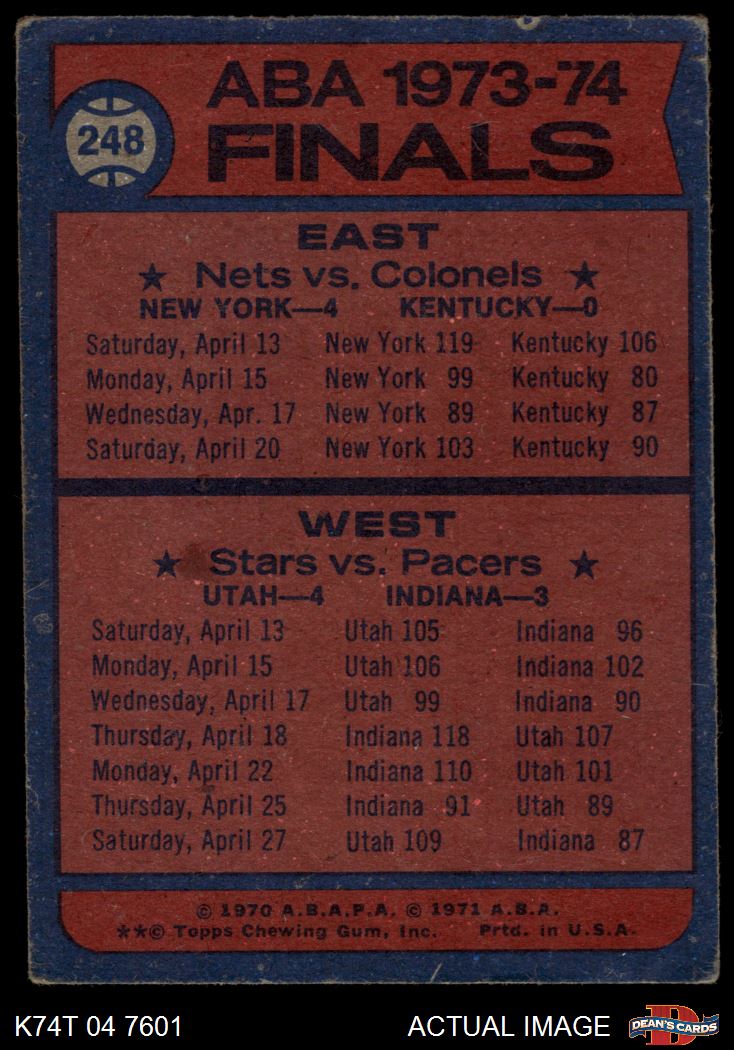 248
ABA 1973-74
FINALS
EAST
★ Nets vs. Colonels ★
NEW YORK—4 KENTUCKY—0
Saturday, April 13 New York 119 Kentucky 106
Monday, April 15 New York 99 Kentucky 80
Wednesday, Apr. 17 New York 89 Kentucky 87
Saturday, April 20 New York 103 Kentucky 90
WEST
★ Stars vs. Pacers ★
UTAH—4 INDIANA—3
Saturday, April 13 Utah 105 Indiana 96
Monday, April 15 Utah 106 Indiana 102
Wednesday, April 17 Utah 99 Indiana 90
Thursday, April 18 Indiana 118 Utah 107
Monday, April 22 Indiana 110 Utah 101
Thursday, April 25 Indiana 91 Utah 89
Saturday, April 27 Utah 109 Indiana 87
© 1970 A.B.A.P.A. © 1971 A.B.A.
★★© Topps Chewing Gum, Inc. Prtd. in U.S.A.
K74T 04 7601 ACTUAL IMAGE D DEAN'S CARDS